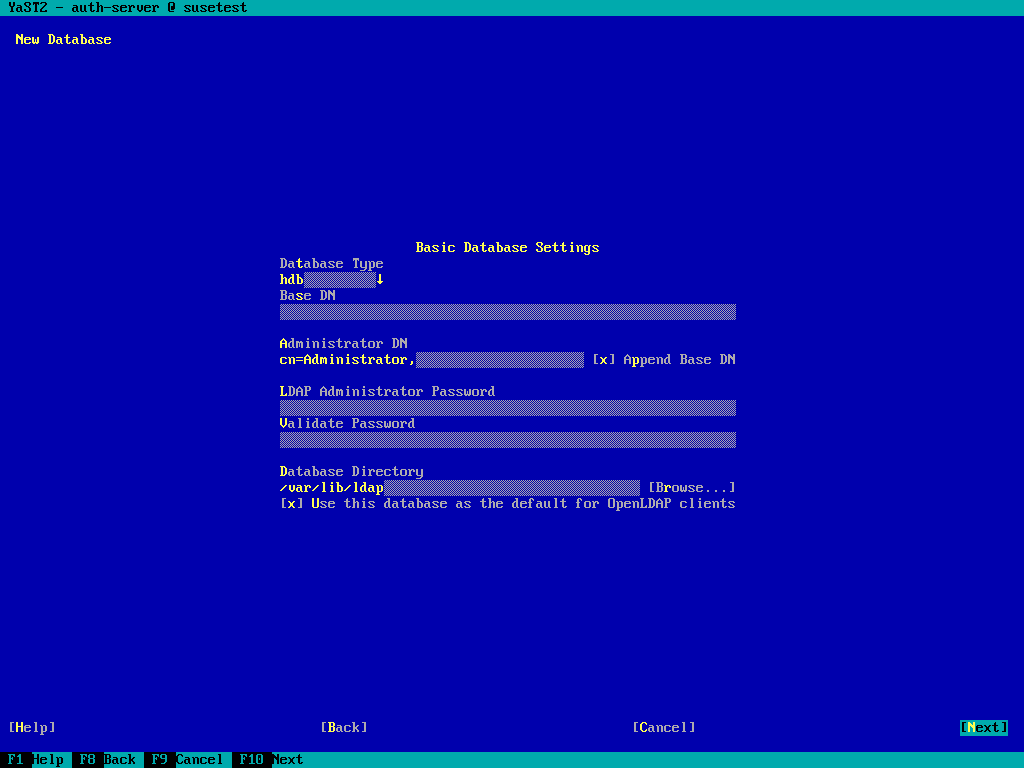 YaST2 - auth-server @ susetest
New Database
Basic Database Settings
Database Type
hdb↓
Base DN
Administrator DN
cn=Administrator, [x] Append Base DN
LDAP Administrator Password
Validate Password
Database Directory
/var/lib/ldap [Browse...]
[x] Use this database as the default for OpenLDAP clients
[Help] [Back] [Cancel] [Next]
F1 Help F8 Back F9 Cancel F10 Next